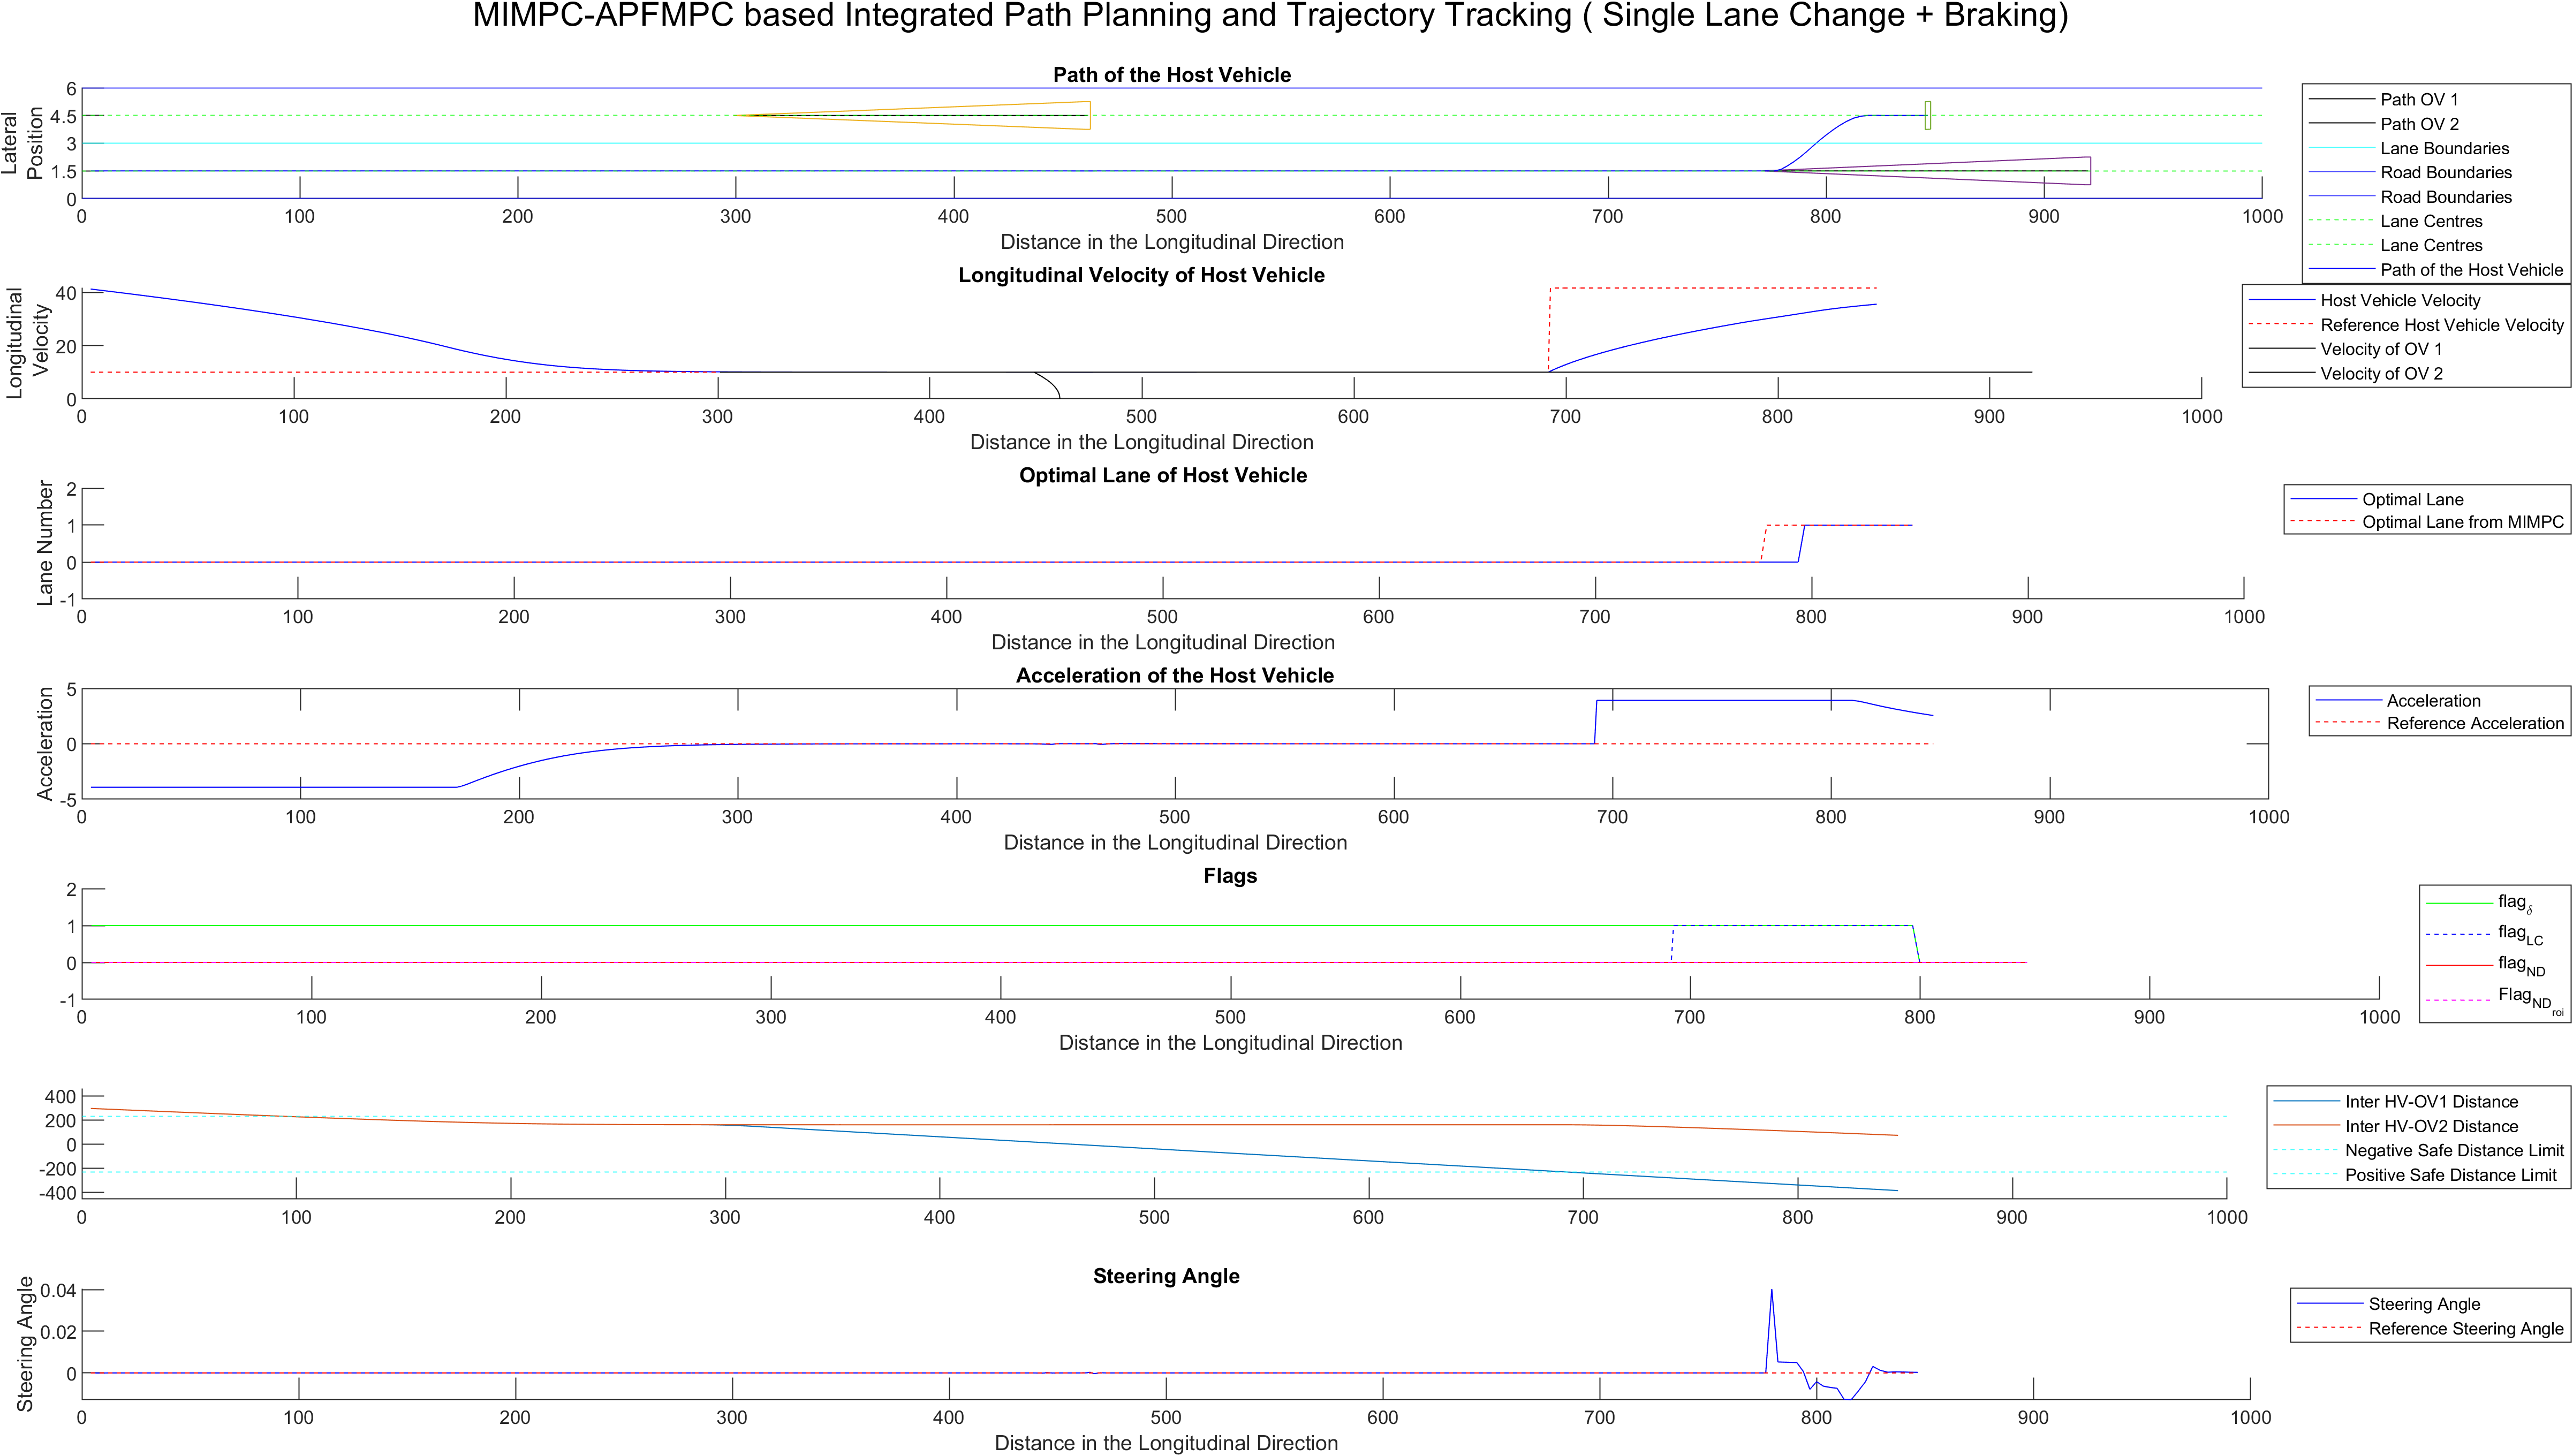 MIMPC-APFMPC based Integrated Path Planning and Trajectory Tracking ( Single Lane Change + Braking)
Path of the Host Vehicle
Lateral
Position
6
4.5
3
1.5
0
0 100 200 300 400 500 600 700 800 900 1000
Distance in the Longitudinal Direction
Path OV 1
Path OV 2
Lane Boundaries
Road Boundaries
Road Boundaries
Lane Centres
Lane Centres
Path of the Host Vehicle
Longitudinal Velocity of Host Vehicle
Longitudinal
Velocity
40
20
0
0 100 200 300 400 500 600 700 800 900 1000
Distance in the Longitudinal Direction
Host Vehicle Velocity
Reference Host Vehicle Velocity
Velocity of OV 1
Velocity of OV 2
Optimal Lane of Host Vehicle
Lane Number
2
1
0
-1
0 100 200 300 400 500 600 700 800 900 1000
Distance in the Longitudinal Direction
Optimal Lane
Optimal Lane from MIMPC
Acceleration of the Host Vehicle
Acceleration
5
0
-5
0 100 200 300 400 500 600 700 800 900 1000
Distance in the Longitudinal Direction
Acceleration
Reference Acceleration
Flags
2
1
0
-1
0 100 200 300 400 500 600 700 800 900 1000
Distance in the Longitudinal Direction
flagδ
flagLC
flagND
FlagNDroi
400
200
0
-200
-400
0 100 200 300 400 500 600 700 800 900 1000
Inter HV-OV1 Distance
Inter HV-OV2 Distance
Negative Safe Distance Limit
Positive Safe Distance Limit
Steering Angle
Steering Angle
0.04
0.02
0
0 100 200 300 400 500 600 700 800 900 1000
Distance in the Longitudinal Direction
Steering Angle
Reference Steering Angle